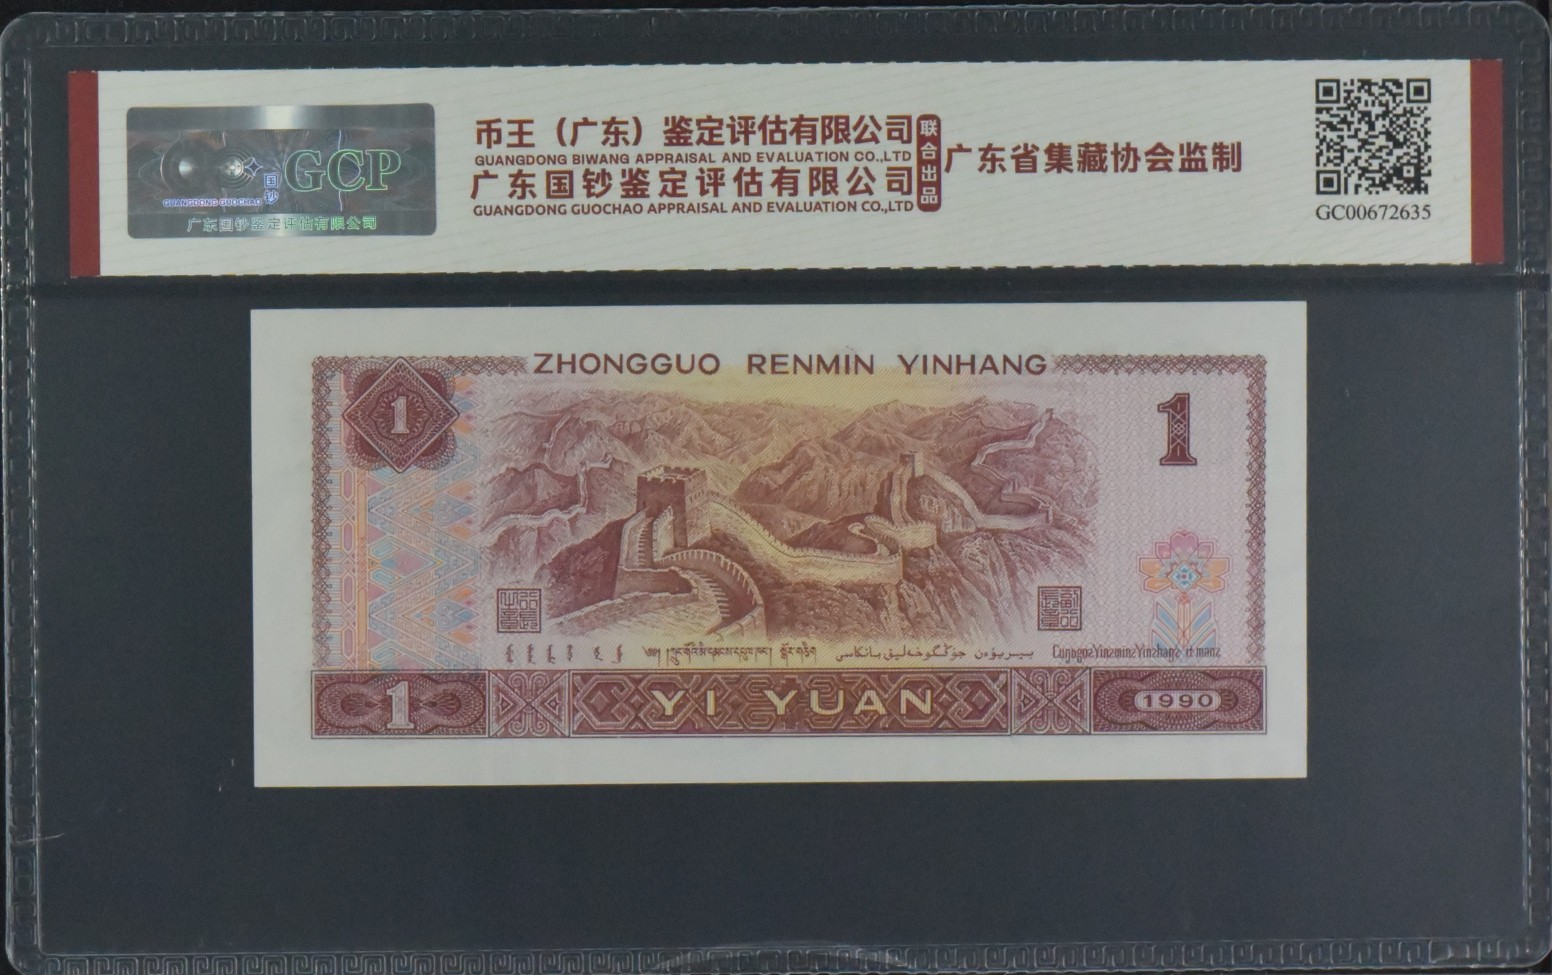 GCP
国钞
GUANGDONG GUOCHAO
广东国钞鉴定评估有限公司
币王（广东）鉴定评估有限公司
GUANGDONG BIWANG APPRAISAL AND EVALUATION CO.,LTD
广东国钞鉴定评估有限公司
GUANGDONG GUOCHAO APPRAISAL AND EVALUATION CO.,LTD
联合出品
广东省集藏协会监制
GC00672635
ZHONGGUO RENMIN YINHANG
1
1
1
YI YUAN
1990